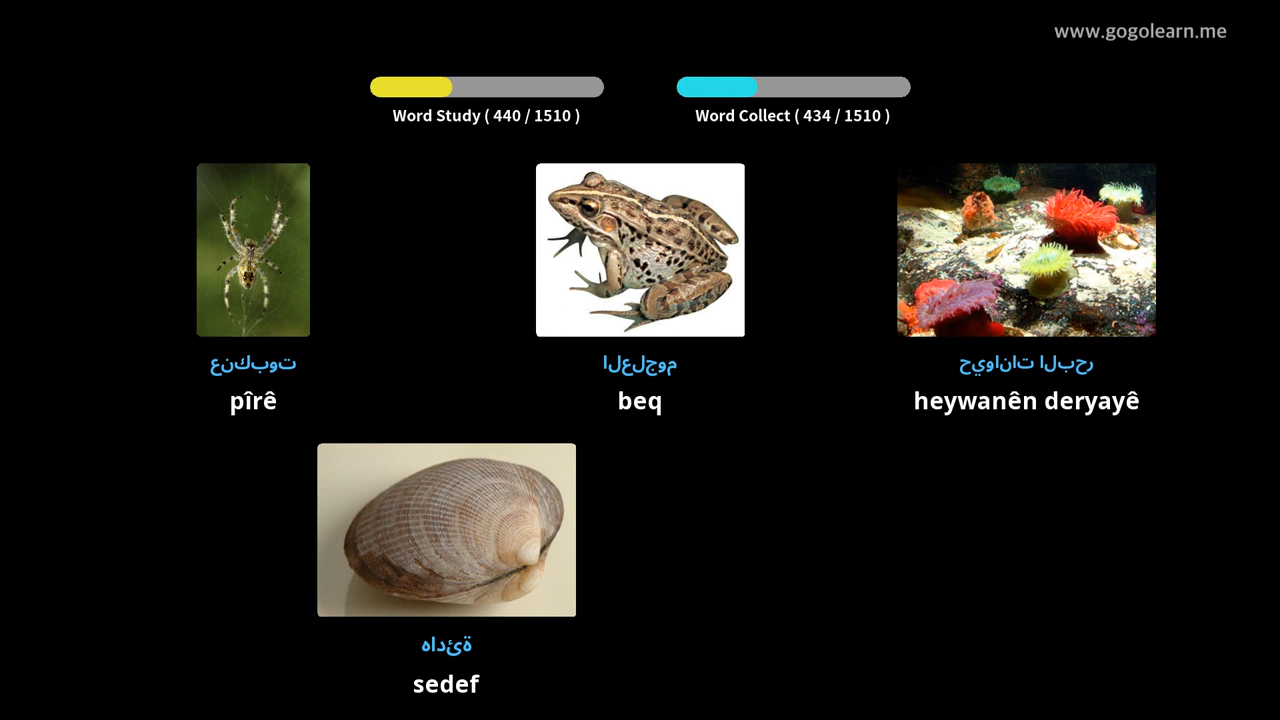 www.gogolearn.me
Word Study ( 440 / 1510 )
Word Collect ( 434 / 1510 )
عنكبوت
pîrê
العلجوم
beq
حيوانات البحر
heywanên deryayê
هادئة
sedef